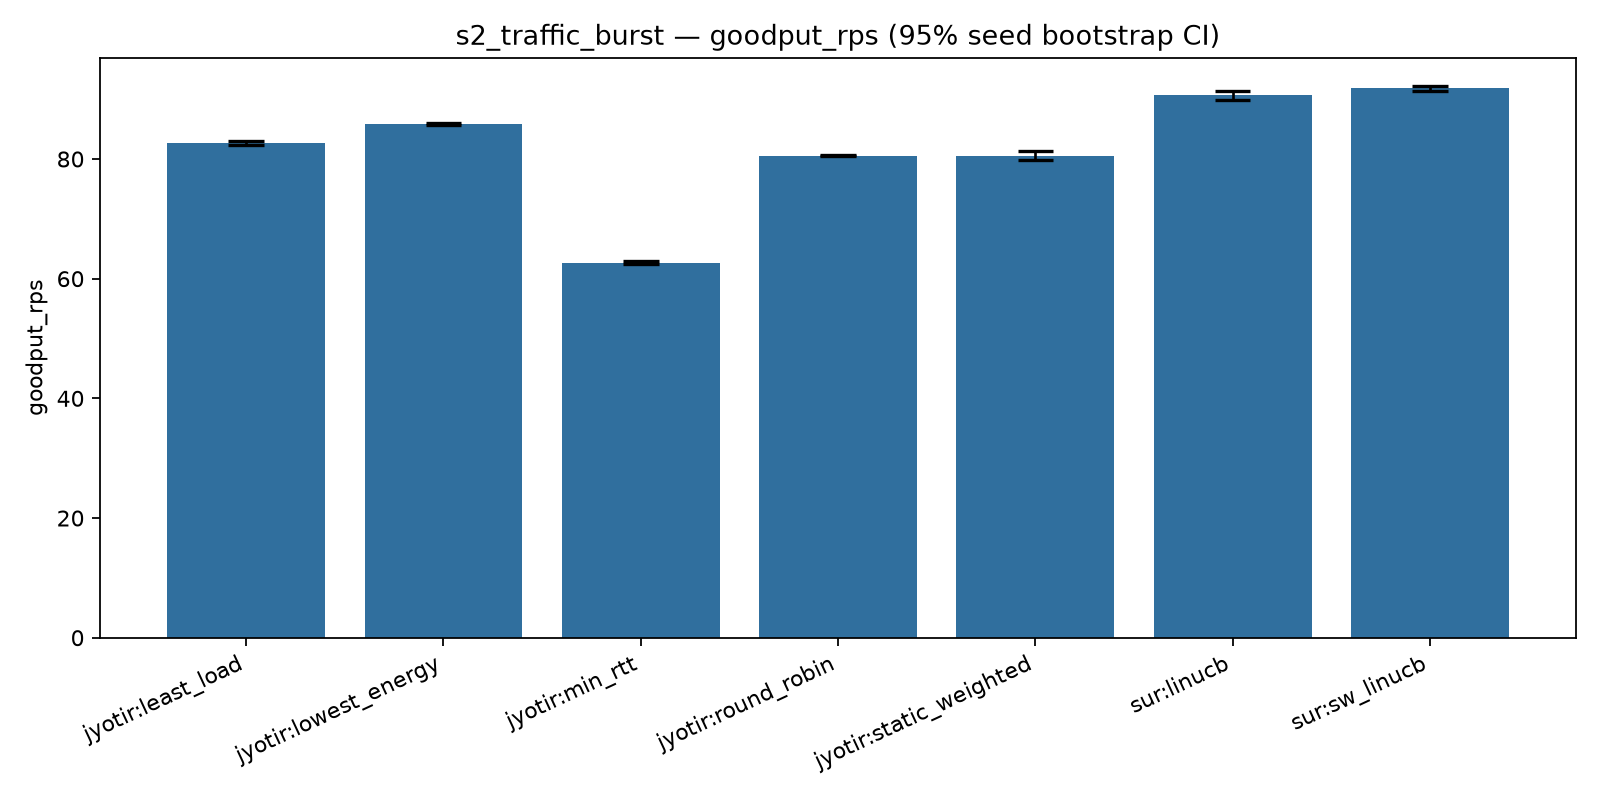 s2_traffic_burst — goodput_rps (95% seed bootstrap CI)
goodput_rps
80
60
40
20
0
jyotir:least_load
jyotir:lowest_energy
jyotir:min_rtt
jyotir:round_robin
jyotir:static_weighted
sur:linucb
sur:sw_linucb